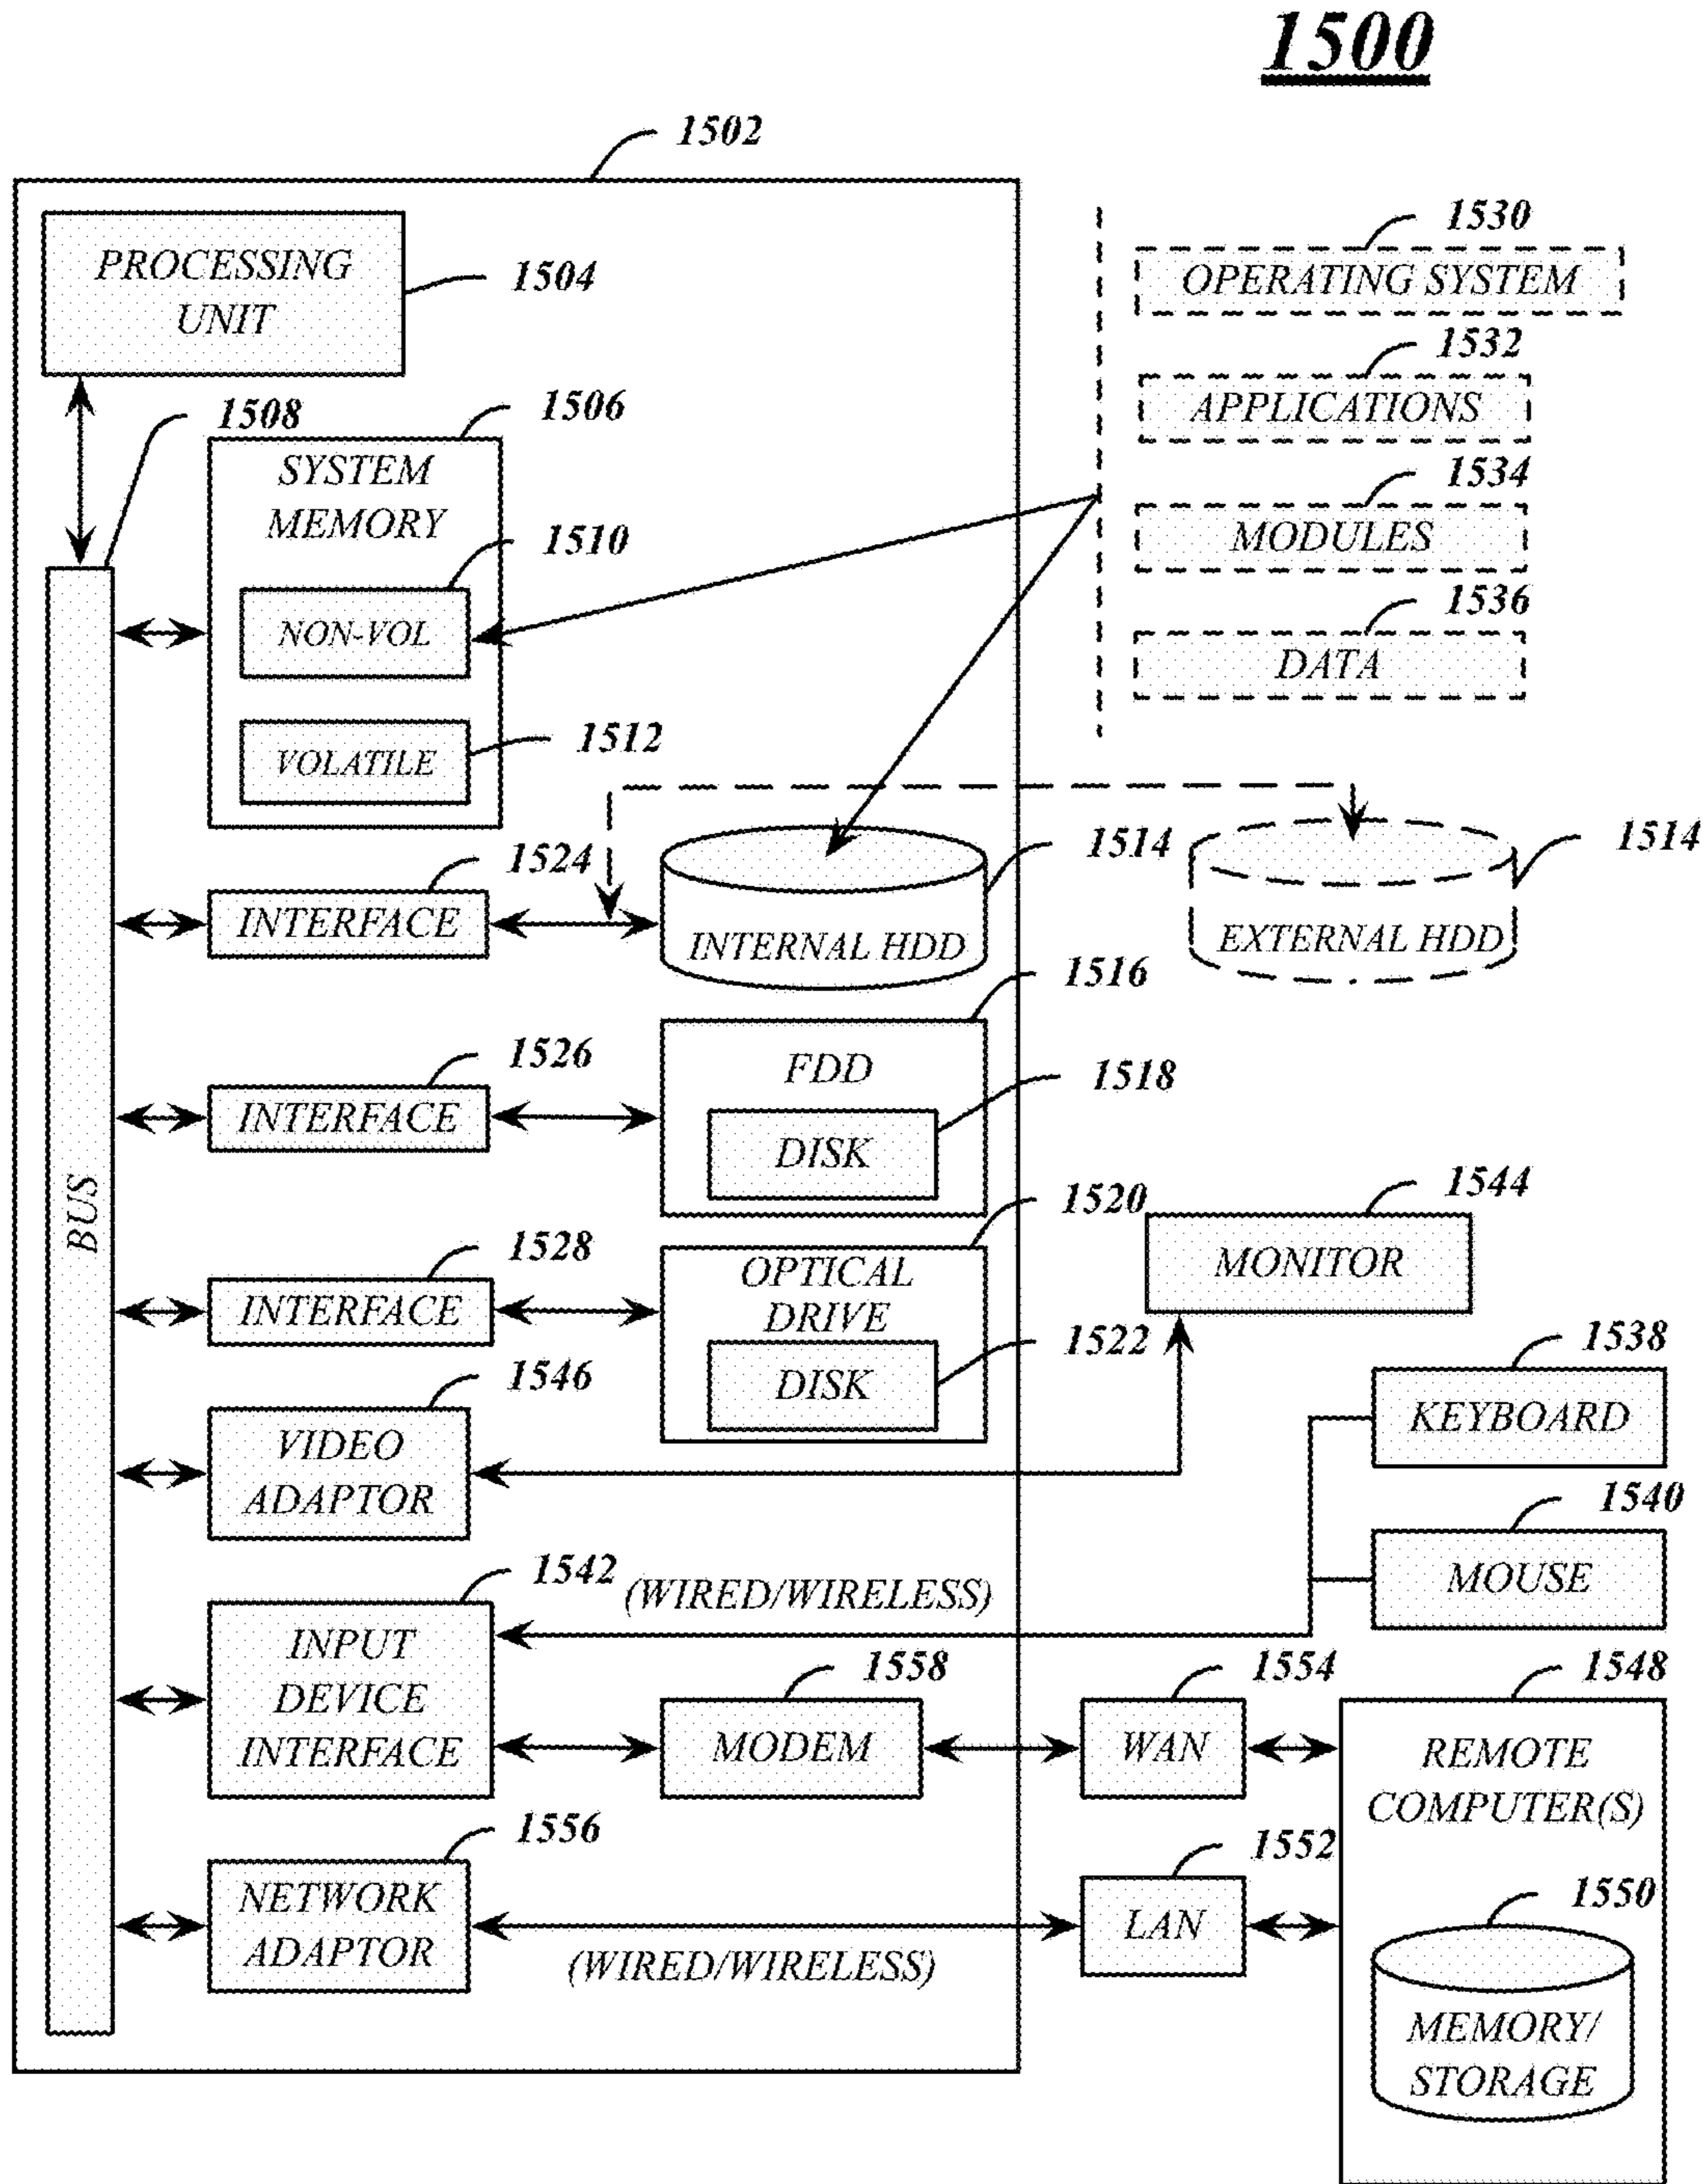 1500
1502
PROCESSING
UNIT
1504
1530
OPERATING SYSTEM
1532
APPLICATIONS
1534
MODULES
1536
DATA
1508
1506
SYSTEM
MEMORY
1510
NON-VOL
1512
VOLATILE
BUS
1524
INTERFACE
1514
INTERNAL HDD
1514
EXTERNAL HDD
1516
FDD
1526
INTERFACE
1518
DISK
1520
OPTICAL
DRIVE
1528
INTERFACE
1522
DISK
1544
MONITOR
1546
VIDEO
ADAPTOR
1538
KEYBOARD
1540
MOUSE
1542
(WIRED/WIRELESS)
INPUT
DEVICE
INTERFACE
1558
MODEM
1554
WAN
1548
REMOTE
COMPUTER(S)
1556
NETWORK
ADAPTOR
(WIRED/WIRELESS)
1552
LAN
1550
MEMORY/
STORAGE